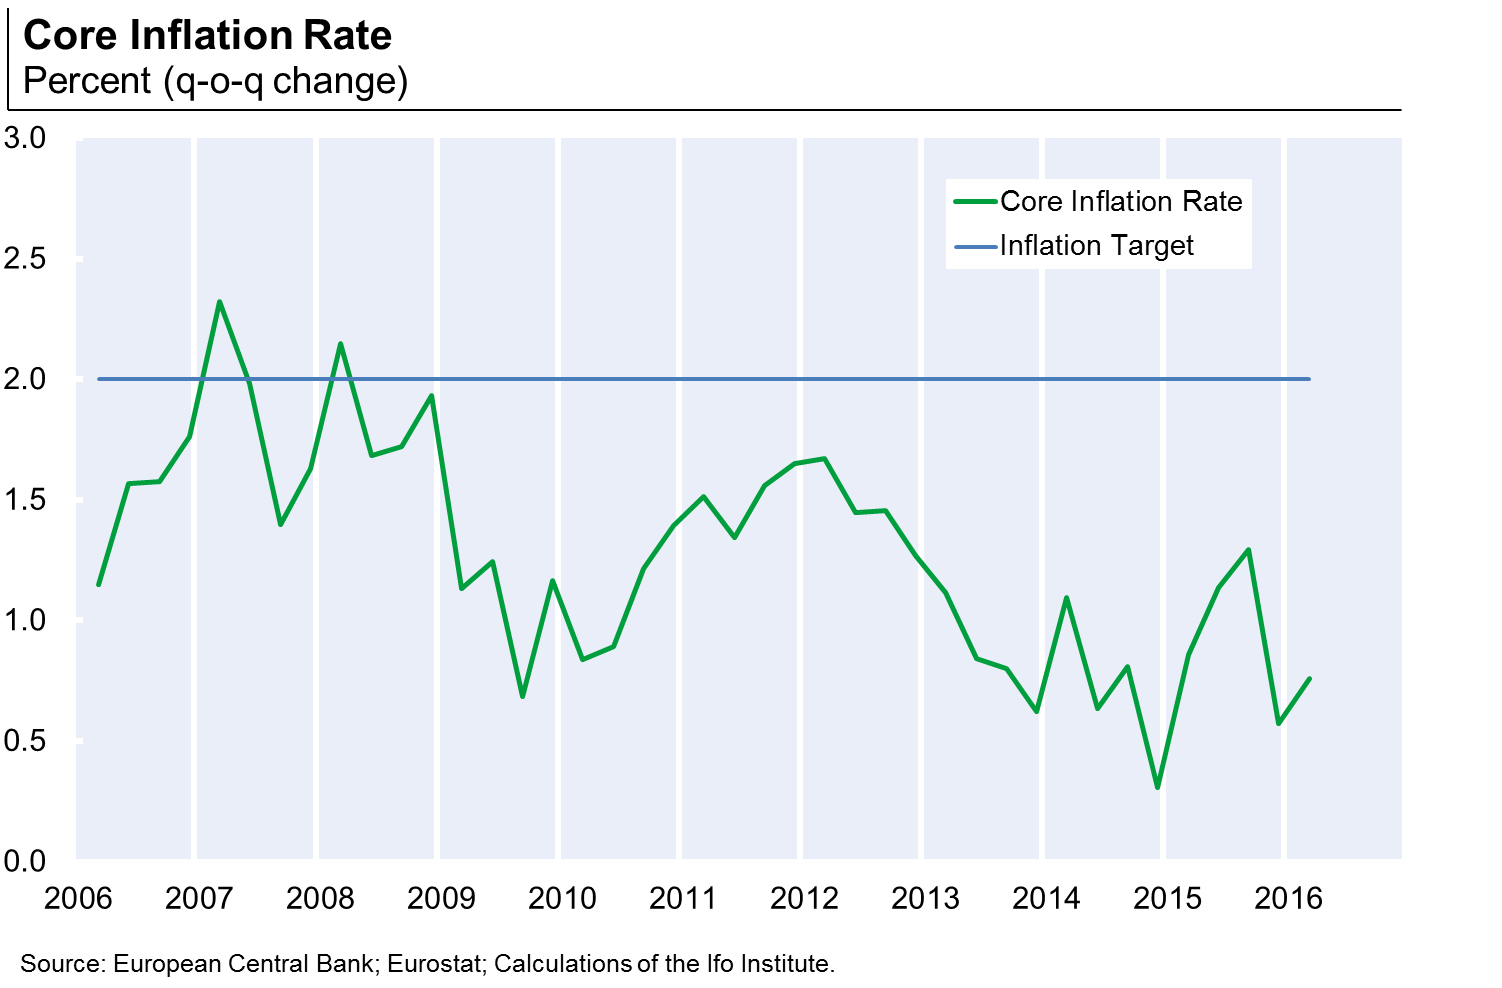 Core Inflation Rate
Percent (q-o-q change)
3.0
Core Inflation Rate
Inflation Target
2.5
2.0
1.5
1.0
0.5
0.0
2006 2007 2008 2009 2010 2011 2012 2013 2014 2015 2016
Source: European Central Bank; Eurostat; Calculations of the Ifo Institute.